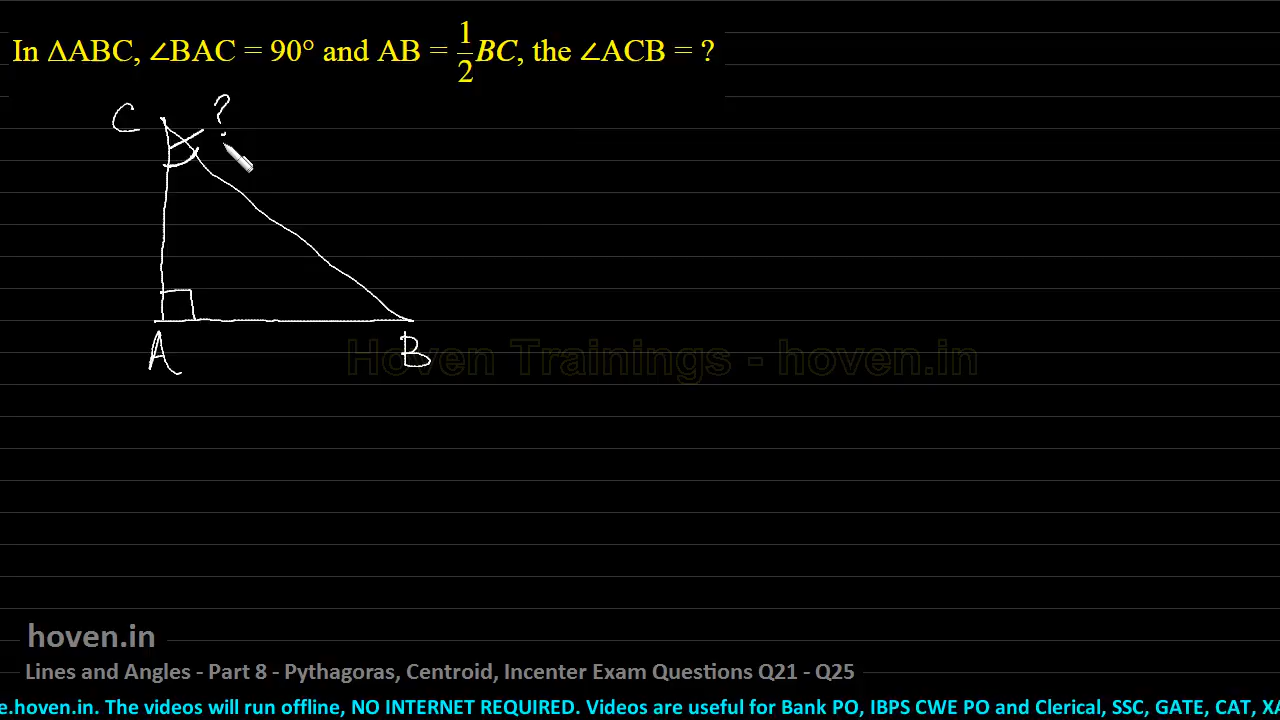 In ΔABC, ∠BAC = 90° and AB = 1/2 BC, the ∠ACB = ?
C ?
A B
Hoven Trainings - hoven.in
hoven.in
Lines and Angles - Part 8 - Pythagoras, Centroid, Incenter Exam Questions Q21 - Q25
e.hoven.in. The videos will run offline, NO INTERNET REQUIRED. Videos are useful for Bank PO, IBPS CWE PO and Clerical, SSC, GATE, CAT, XA